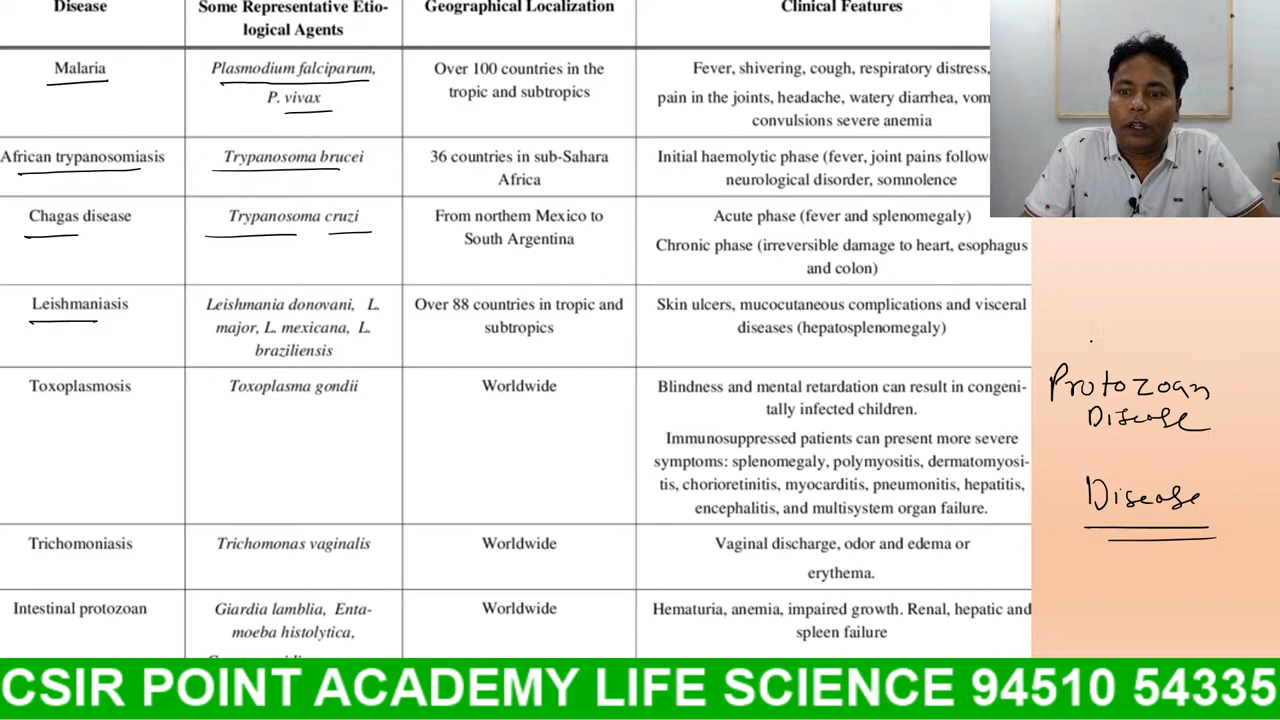 Disease
Some Representative Etio-
logical Agents
Geographical Localization
Clinical Features
Malaria
Plasmodium falciparum,
P. vivax
Over 100 countries in the
tropic and subtropics
Fever, shivering, cough, respiratory distress,
pain in the joints, headache, watery diarrhea, vom
convulsions severe anemia
African trypanosomiasis
Trypanosoma brucei
36 countries in sub-Sahara
Africa
Initial haemolytic phase (fever, joint pains follow
neurological disorder, somnolence
Chagas disease
Trypanosoma cruzi
From northern Mexico to
South Argentina
Acute phase (fever and splenomegaly)
Chronic phase (irreversible damage to heart, esophagus
and colon)
Leishmaniasis
Leishmania donovani, L.
major, L. mexicana, L.
braziliensis
Over 88 countries in tropic and
subtropics
Skin ulcers, mucocutaneous complications and visceral
diseases (hepatosplenomegaly)
Toxoplasmosis
Toxoplasma gondii
Worldwide
Blindness and mental retardation can result in congeni-
tally infected children.
Immunosuppressed patients can present more severe
symptoms: splenomegaly, polymyositis, dermatomyosi-
tis, chorioretinitis, myocarditis, pneumonitis, hepatitis,
encephalitis, and multisystem organ failure.
Trichomoniasis
Trichomonas vaginalis
Worldwide
Vaginal discharge, odor and edema or
erythema.
Intestinal protozoan
Giardia lamblia, Enta-
moeba histolytica,
Worldwide
Hematuria, anemia, impaired growth. Renal, hepatic and
spleen failure
Protozoan
Disease
Disease
CSIR POINT ACADEMY LIFE SCIENCE 94510 54335